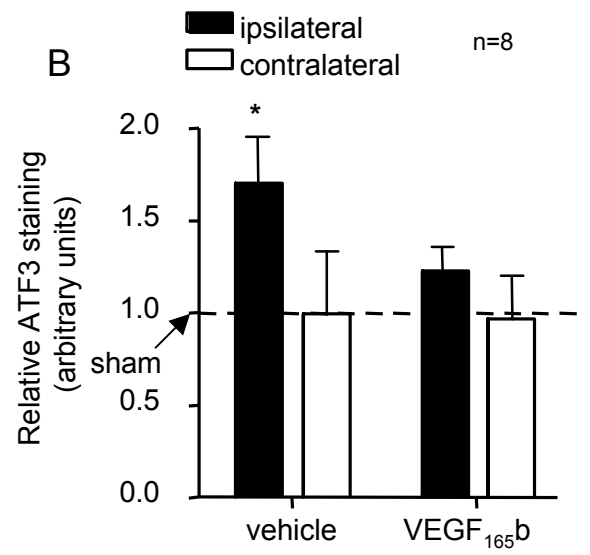 B
ipsilateral
contralateral
n=8
*
Relative ATF3 staining
(arbitrary units)
2.0
1.5
1.0
0.5
0.0
sham
vehicle
VEGF₁₆₅b